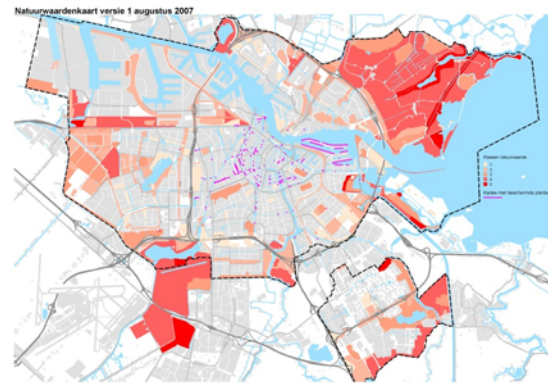 Natuurwaardenkaart versie 1 augustus 2007
Klassen natuurwaarde
Kades met beschermde planten